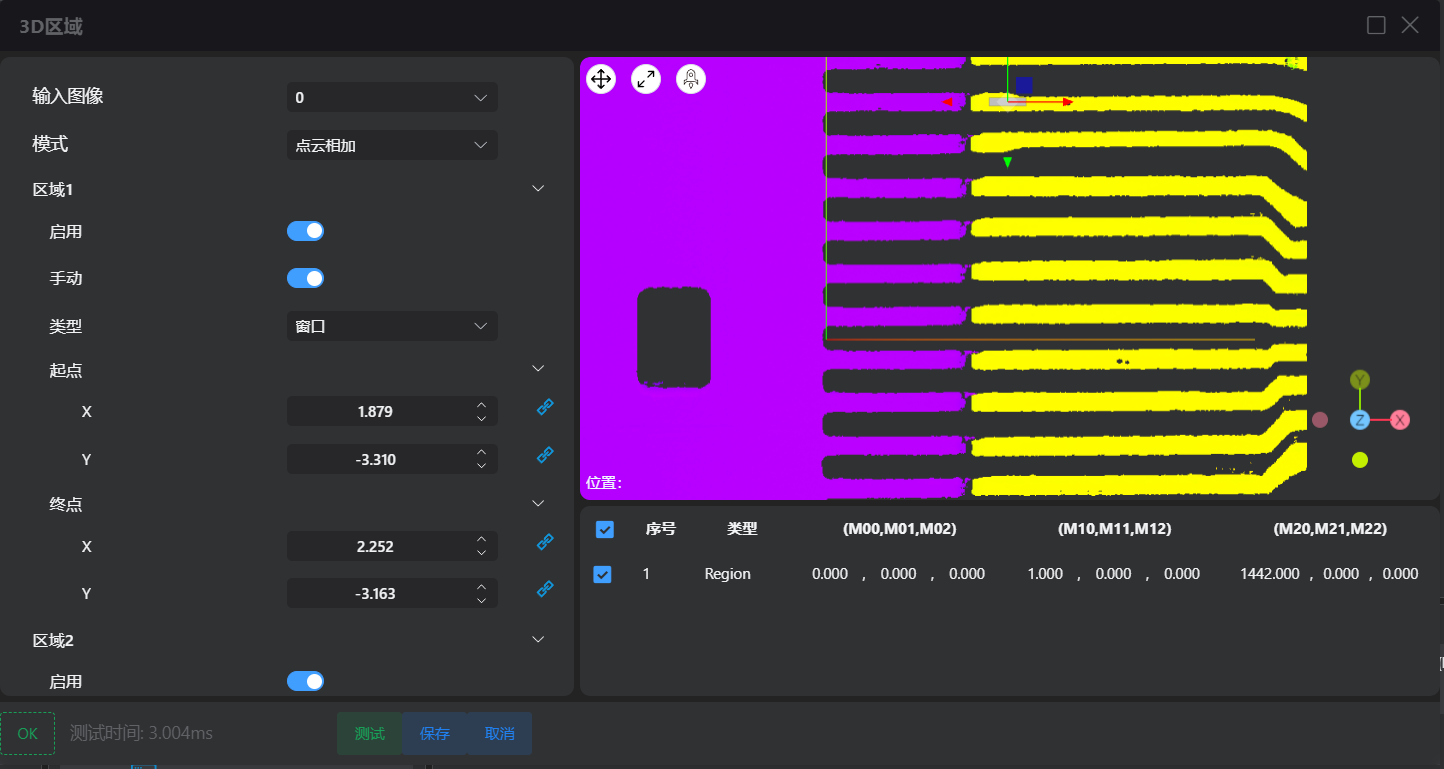 3D区域
输入图像 0
模式 点云相加
区域1
启用
手动
类型 窗口
起点
X 1.879
Y -3.310
终点
X 2.252
Y -3.163
区域2
启用
位置:
Y
Z X
序号 类型 (M00,M01,M02) (M10,M11,M12) (M20,M21,M22)
1 Region 0.000 , 0.000 , 0.000 1.000 , 0.000 , 0.000 1442.000 , 0.000 , 0.000
OK 测试时间: 3.004ms 测试 保存 取消